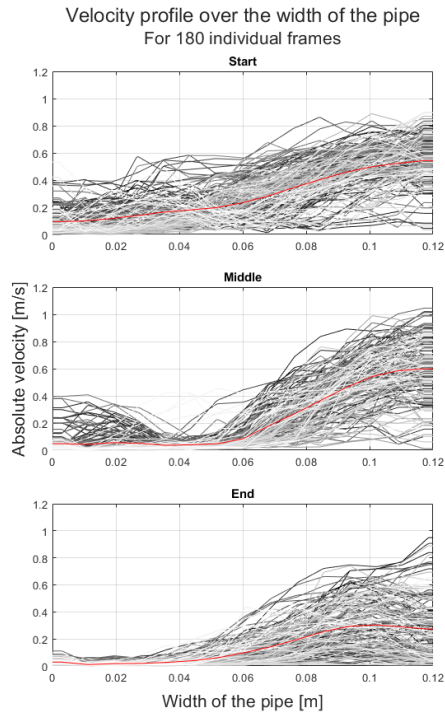 Velocity profile over the width of the pipe
For 180 individual frames
Start
1.2
1
0.8
0.6
0.4
0.2
0
0 0.02 0.04 0.06 0.08 0.1 0.12
Middle
Absolute velocity [m/s]
1.2
1
0.8
0.6
0.4
0.2
0
0 0.02 0.04 0.06 0.08 0.1 0.12
End
1.2
1
0.8
0.6
0.4
0.2
0
0 0.02 0.04 0.06 0.08 0.1 0.12
Width of the pipe [m]